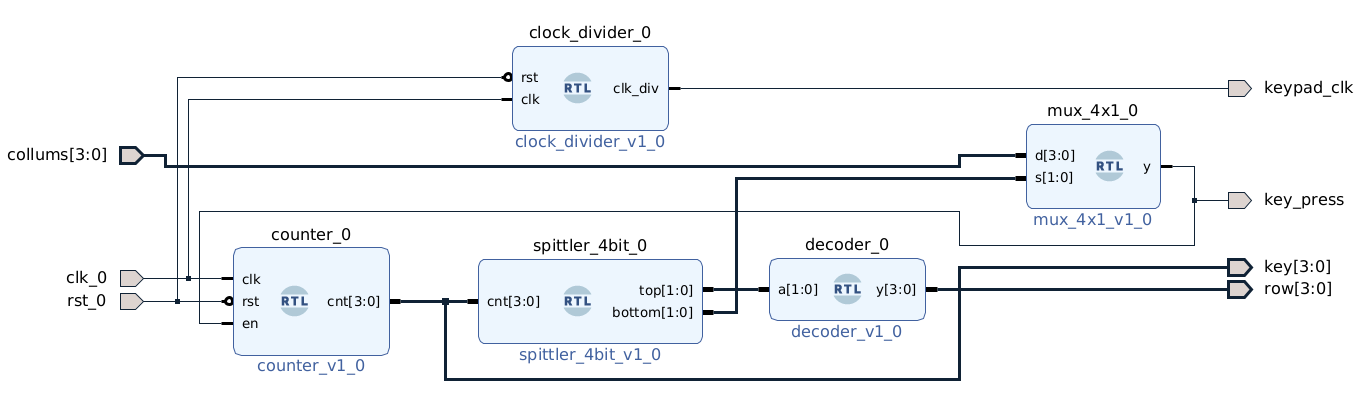 clock_divider_0
rst
clk
RTL
clk_div
clock_divider_v1_0
keypad_clk
mux_4x1_0
collums[3:0]
d[3:0]
s[1:0]
RTL
y
mux_4x1_v1_0
key_press
counter_0
clk_0
rst_0
clk
rst
en
RTL
cnt[3:0]
counter_v1_0
spittler_4bit_0
cnt[3:0]
RTL
top[1:0]
bottom[1:0]
spittler_4bit_v1_0
decoder_0
a[1:0]
RTL
y[3:0]
decoder_v1_0
key[3:0]
row[3:0]